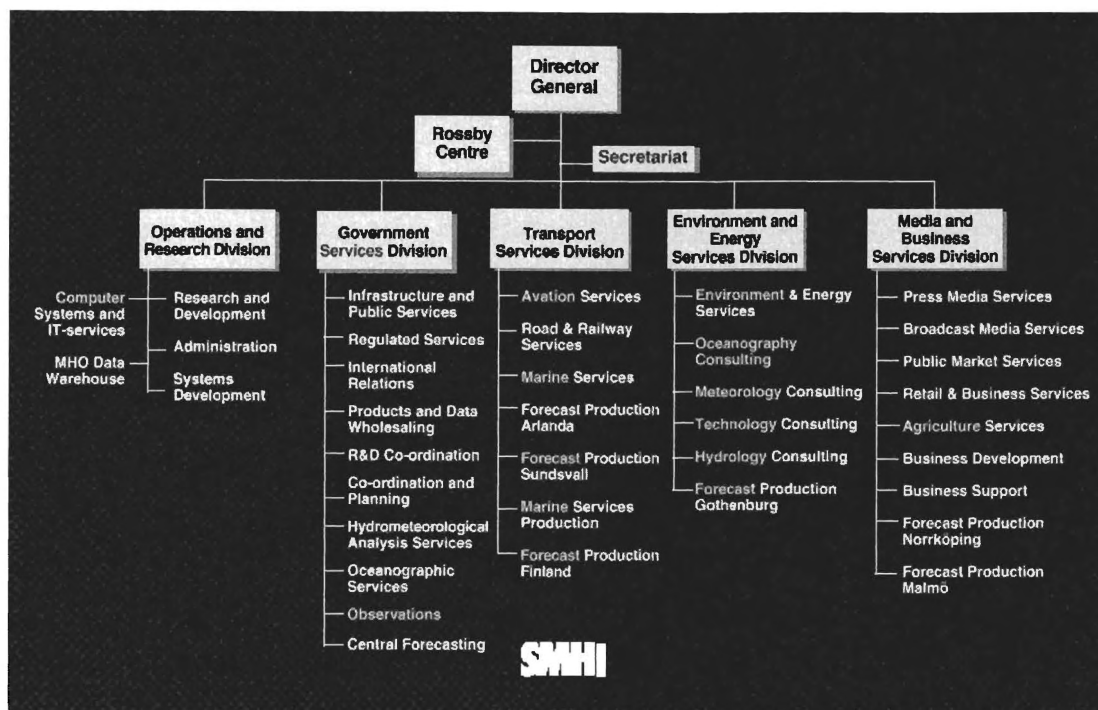 Director
General
Rossby
Centre
Secretariat
Operations and
Research Division
Computer
Systems and
IT-services
MHO Data
Warehouse
Research and
Development
Administration
Systems
Development
Government
Services Division
Infrastructure and
Public Services
Regulated Services
International
Relations
Products and Data
Wholesaling
R&D Co-ordination
Co-ordination and
Planning
Hydrometeorological
Analysis Services
Oceanographic
Services
Observations
Central Forecasting
Transport
Services Division
Avation Services
Road & Railway
Services
Marine Services
Forecast Production
Arlanda
Forecast Production
Sundsvall
Marine Services
Production
Forecast Production
Finland
Environment and
Energy
Services Division
Environment & Energy
Services
Oceanography
Consulting
Meteorology Consulting
Technology Consulting
Hydrology Consulting
Forecast Production
Gothenburg
Media and
Business
Services Division
Press Media Services
Broadcast Media Services
Public Market Services
Retail & Business Services
Agriculture Services
Business Development
Business Support
Forecast Production
Norrköping
Forecast Production
Malmö
SMHI